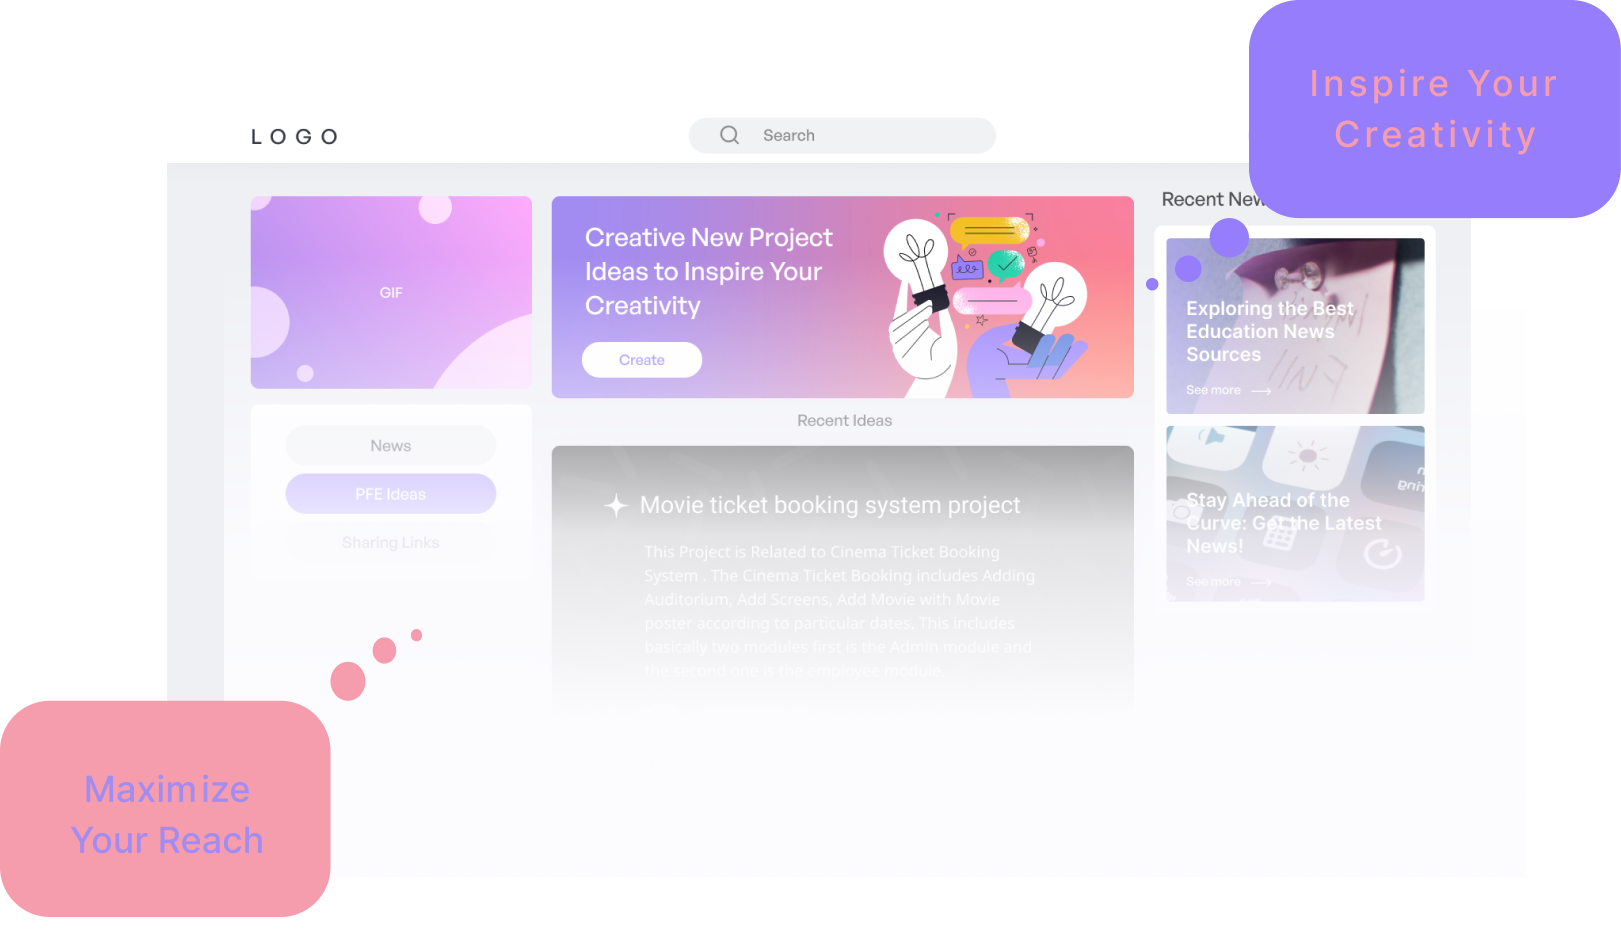 Inspire Your
Creativity
LOGO
Search
Recent New
GIF
Creative New Project
Ideas to Inspire Your
Creativity
Create
Exploring the Best
Education News
Sources
See more
News
PFE Ideas
Sharing Links
Recent Ideas
Movie ticket booking system project
This Project is Related to Cinema Ticket Booking
System . The Cinema Ticket Booking includes Adding
Auditorium, Add Screens, Add Movie with Movie
poster according to particular dates. This includes
basically two modules first is the Admin module and
the second one is the employee module.
Stay Ahead of the
Curve: Get the Latest
News!
See more
Maximize
Your Reach